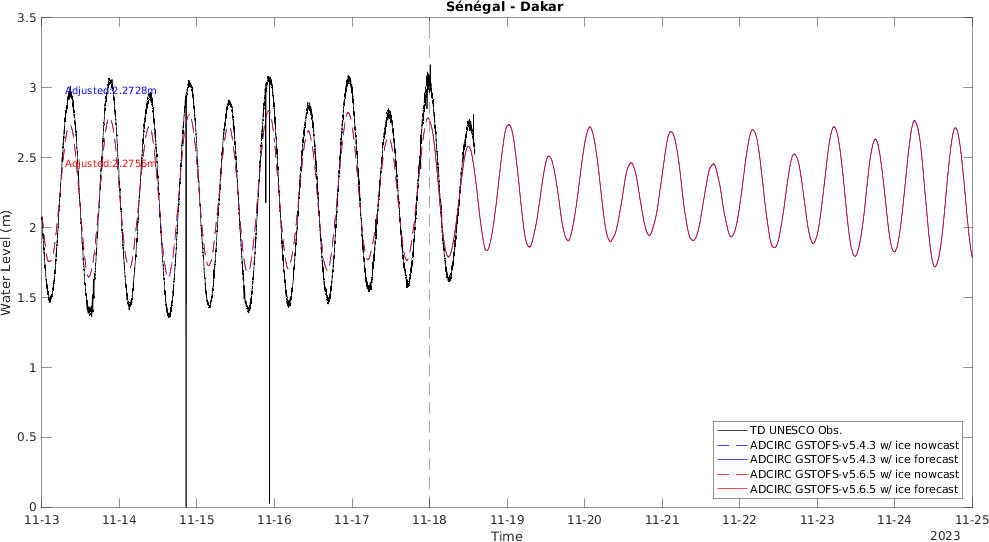 Sénégal - Dakar
3.5
3
2.5
2
1.5
1
0.5
0
Water Level (m)
Adjusted:2.2728m
Adjusted:2.2756m
TD UNESCO Obs.
ADCIRC GSTOFS-v5.4.3 w/ ice nowcast
ADCIRC GSTOFS-v5.4.3 w/ ice forecast
ADCIRC GSTOFS-v5.6.5 w/ ice nowcast
ADCIRC GSTOFS-v5.6.5 w/ ice forecast
11-13 11-14 11-15 11-16 11-17 11-18 11-19 11-20 11-21 11-22 11-23 11-24 11-25
Time
2023